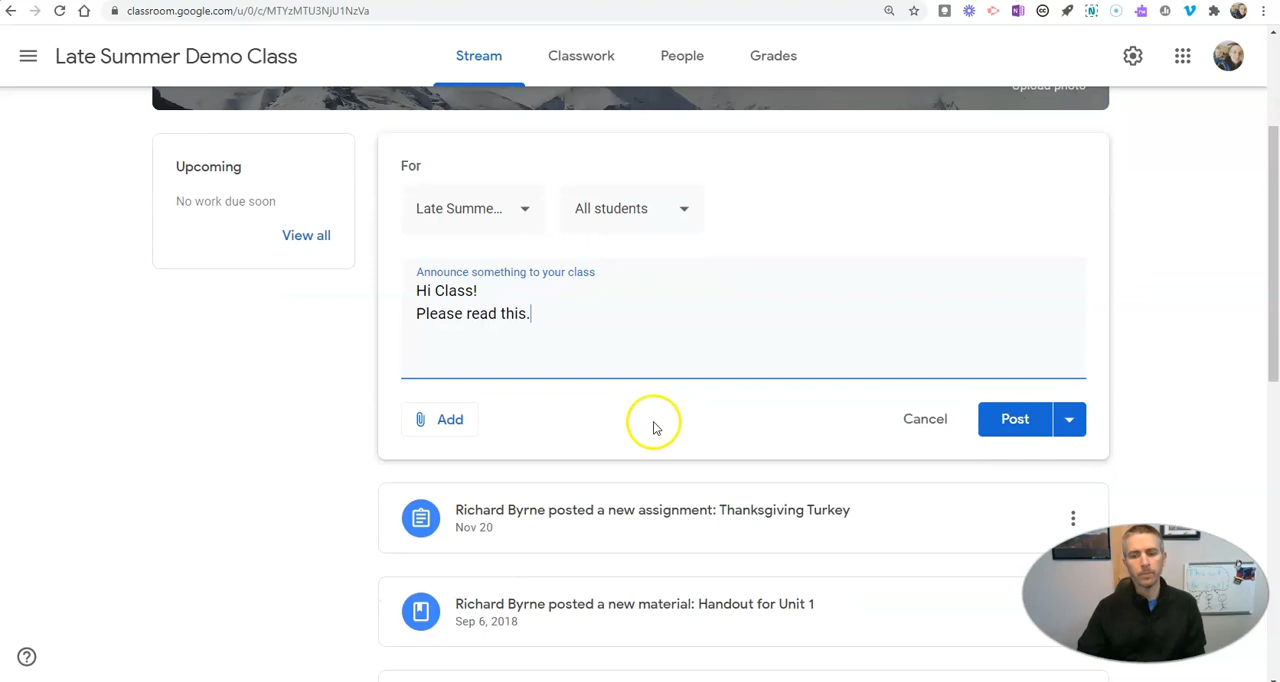 classroom.google.com/u/0/c/MTYzMTU3NjU1NzVa
Late Summer Demo Class
Stream
Classwork
People
Grades
Upload photo
Upcoming
No work due soon
View all
For
Late Summe...
All students
Announce something to your class
Hi Class!
Please read this.
Add
Cancel
Post
Richard Byrne posted a new assignment: Thanksgiving Turkey
Nov 20
Richard Byrne posted a new material: Handout for Unit 1
Sep 6, 2018